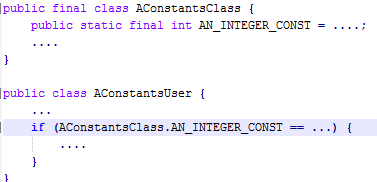 public final class AConstantsClass {
    public static final int AN_INTEGER_CONST = ....;
    ....
}

public class AConstantsUser {
    ...
    if (AConstantsClass.AN_INTEGER_CONST == ...) {
        ....
    }
}